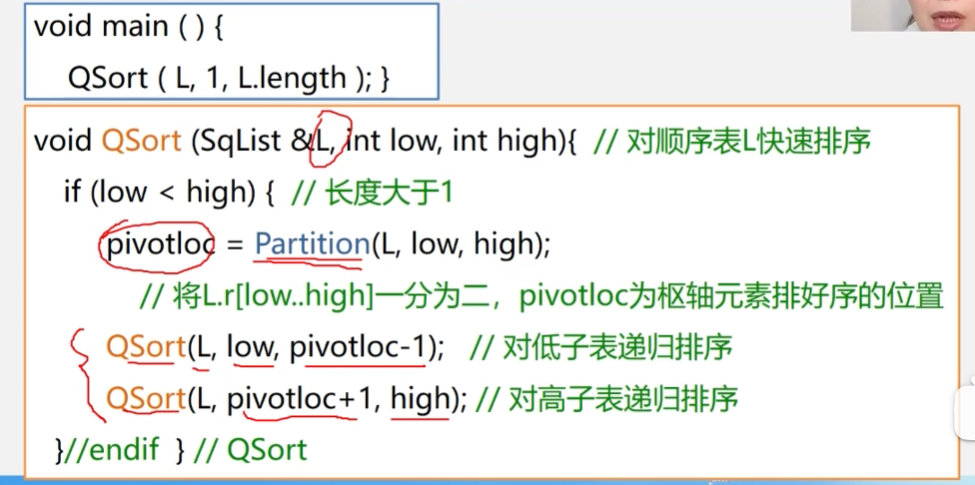 void main ( ) {
QSort ( L, 1, L.length ); }
void QSort (SqList &L, int low, int high){ // 对顺序表L快速排序
if (low < high) { // 长度大于1
pivotloc = Partition(L, low, high);
// 将L.r[low..high]一分为二，pivotloc为枢轴元素排好序的位置
QSort(L, low, pivotloc-1); // 对低子表递归排序
QSort(L, pivotloc+1, high); // 对高子表递归排序
}//endif } // QSort